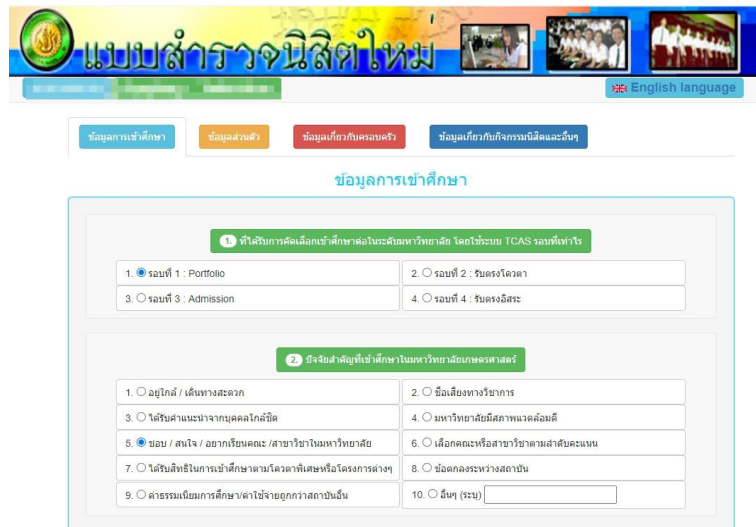 แบบสำรวจนิสิตใหม่
English language
ข้อมูลการเข้าศึกษา ข้อมูลส่วนตัว ข้อมูลเกี่ยวกับครอบครัว ข้อมูลเกี่ยวกับกิจกรรมนิสิตและอื่นๆ
ข้อมูลการเข้าศึกษา
1. ที่ได้รับการคัดเลือกเข้าศึกษาต่อในระดับมหาวิทยาลัย โดยใช้ระบบ TCAS รอบที่เท่าไร
1. รอบที่ 1 : Portfolio 2. รอบที่ 2 : รับตรงโควตา
3. รอบที่ 3 : Admission 4. รอบที่ 4 : รับตรงอิสระ
2. ปัจจัยสำคัญที่เข้าศึกษาในมหาวิทยาลัยเกษตรศาสตร์
1. อยู่ใกล้ / เดินทางสะดวก 2. ชื่อเสียงทางวิชาการ
3. ได้รับคำแนะนำจากบุคคลใกล้ชิด 4. มหาวิทยาลัยมีสภาพแวดล้อมดี
5. ชอบ / สนใจ / อยากเรียนคณะ /สาขาวิชาในมหาวิทยาลัย 6. เลือกคณะหรือสาขาวิชาตามลำดับคะแนน
7. ได้รับสิทธิในการเข้าศึกษาตามโควตาพิเศษหรือโครงการต่างๆ 8. ข้อตกลงระหว่างสถาบัน
9. ค่าธรรมเนียมการศึกษา/ค่าใช้จ่ายถูกกว่าสถาบันอื่น 10. อื่นๆ (ระบุ)